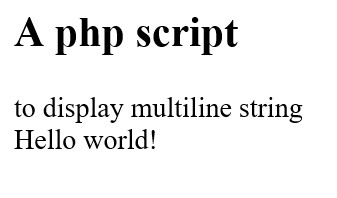 A php script
to display multiline string
Hello world!